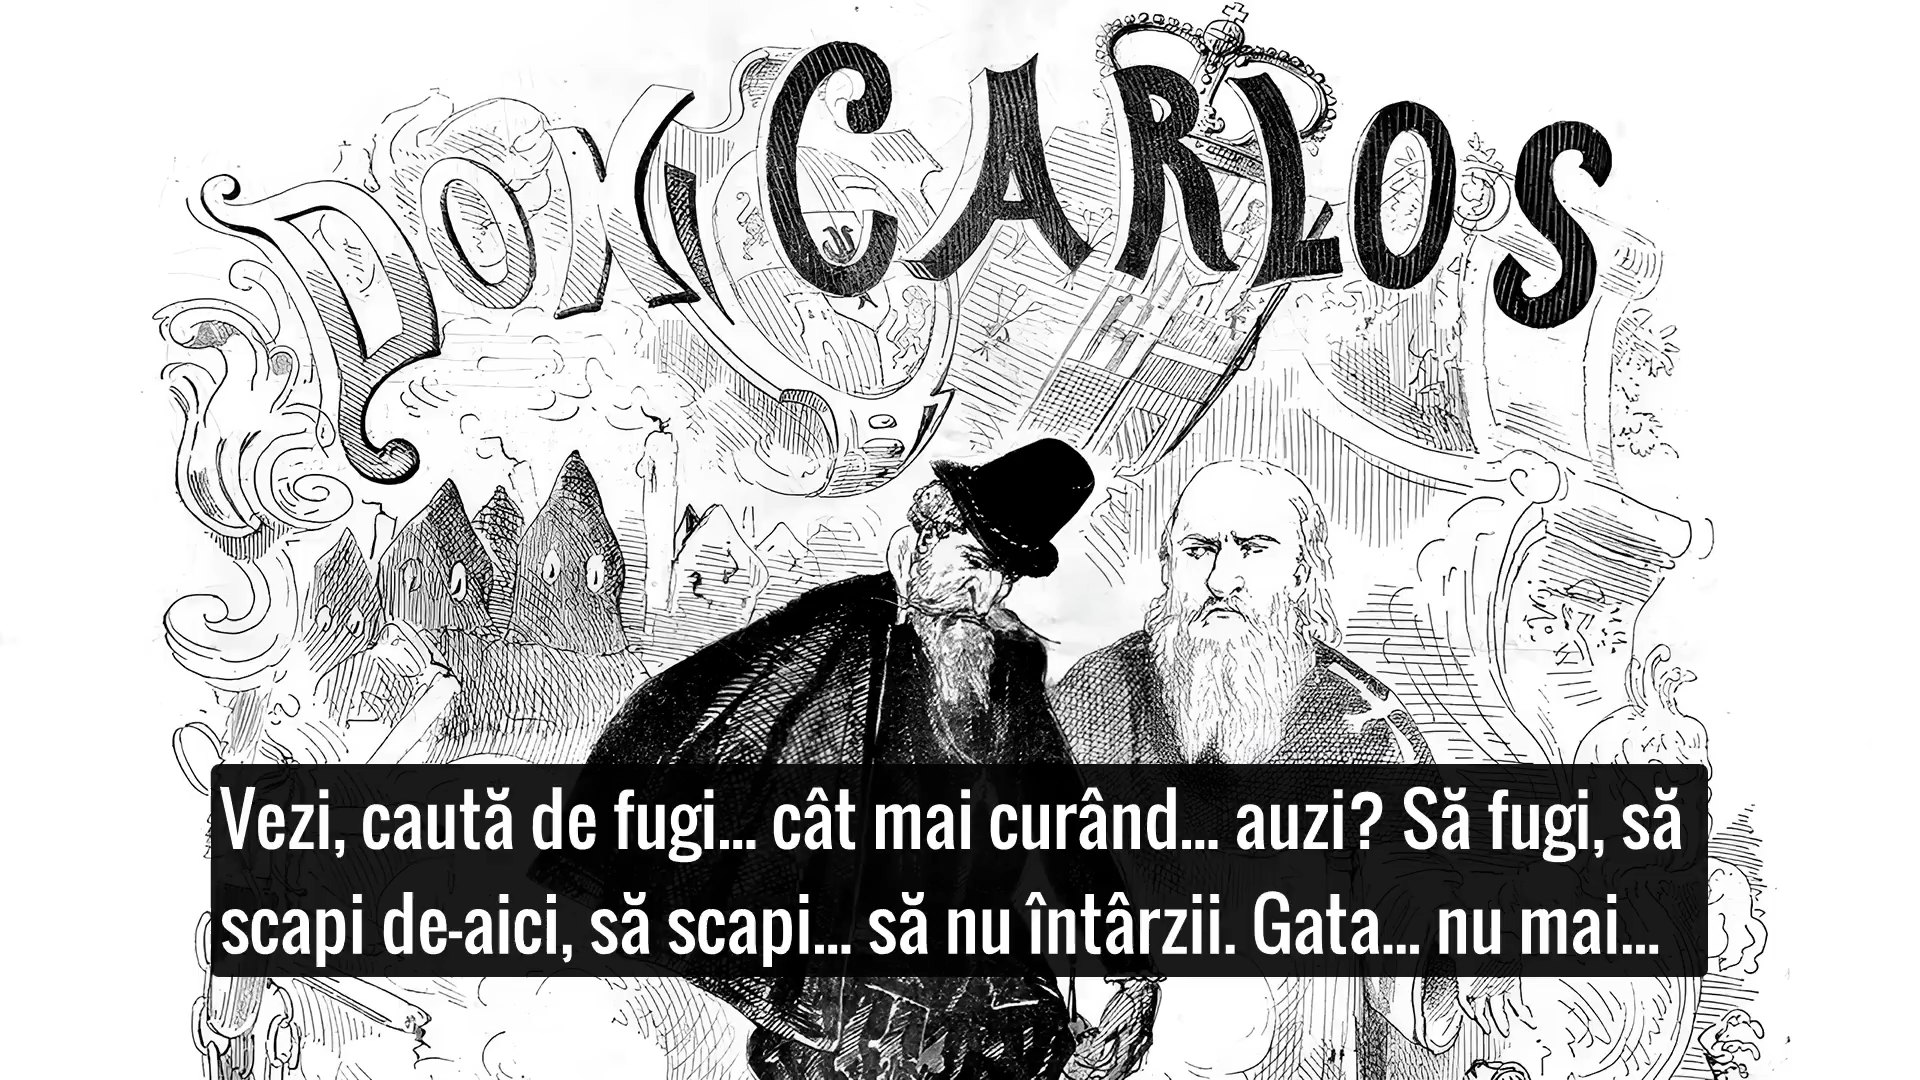 DON CARLOS
Vezi, caută de fugi... cât mai curând... auzi? Să fugi, să
scapi de-aici, să scapi... să nu întârzii. Gata... nu mai...